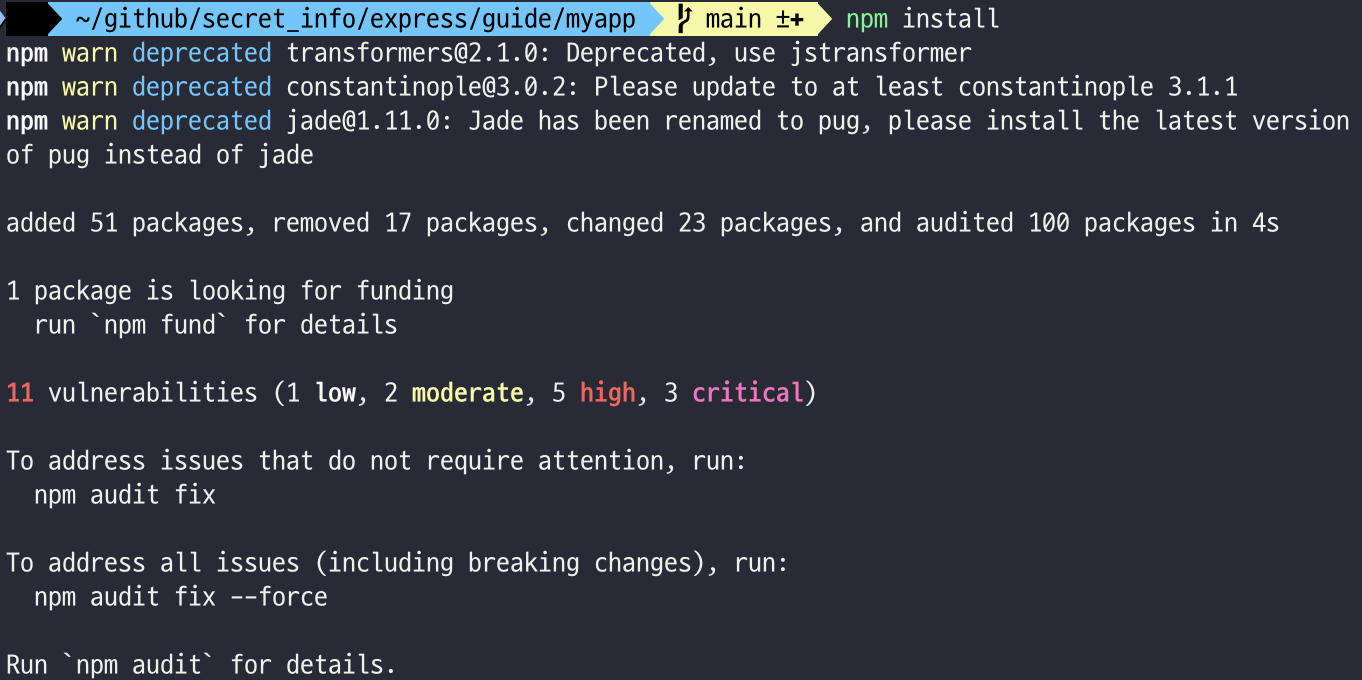 ~/github/secret_info/express/guide/myapp main ±✚ npm install
npm warn deprecated transformers@2.1.0: Deprecated, use jstransformer
npm warn deprecated constantinople@3.0.2: Please update to at least constantinople 3.1.1
npm warn deprecated jade@1.11.0: Jade has been renamed to pug, please install the latest version
of pug instead of jade
added 51 packages, removed 17 packages, changed 23 packages, and audited 100 packages in 4s
1 package is looking for funding
run `npm fund` for details
11 vulnerabilities (1 low, 2 moderate, 5 high, 3 critical)
To address issues that do not require attention, run:
npm audit fix
To address all issues (including breaking changes), run:
npm audit fix --force
Run `npm audit` for details.